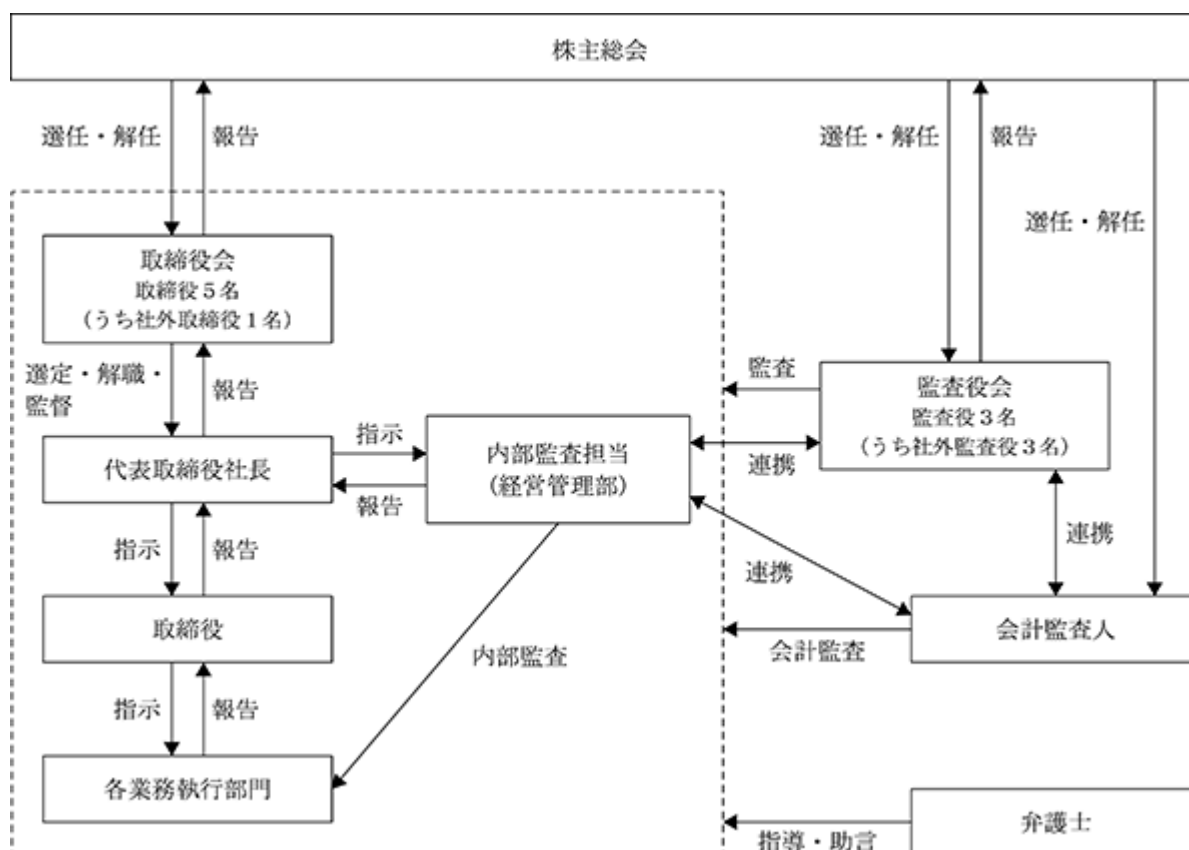 株主総会
選任・解任
報告
選任・解任
報告
選任・解任
取締役会
取締役5名
(うち社外取締役1名)
選定・解職・
監督
報告
監査
監査役会
監査役3名
(うち社外監査役3名)
代表取締役社長
指示
報告
内部監査担当
(経営管理部)
連携
連携
連携
指示
報告
取締役
会計監査人
会計監査
内部監査
指示
報告
各業務執行部門
弁護士
指導・助言